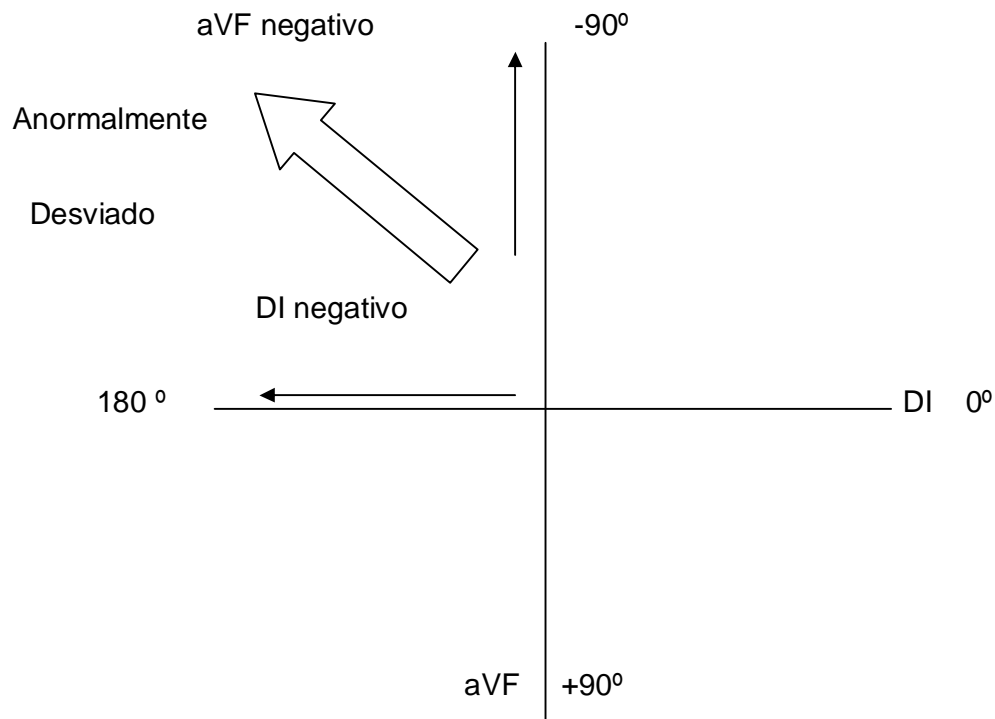 aVF negativo
-90º
Anormalmente
Desviado
DI negativo
180 º
DI 0º
aVF +90º